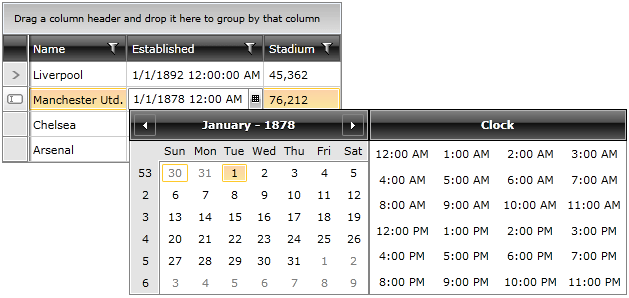 Drag a column header and drop it here to group by that column
Name Established Stadium
Liverpool 1/1/1892 12:00:00 AM 45,362
Manchester Utd. 1/1/1878 12:00 AM 76,212
Chelsea
Arsenal
January - 1878 Clock
Sun Mon Tue Wed Thu Fri Sat
53 30 31 1 2 3 4 5
2 6 7 8 9 10 11 12
3 13 14 15 16 17 18 19
4 20 21 22 23 24 25 26
5 27 28 29 30 31 1 2
6 3 4 5 6 7 8 9
12:00 AM 1:00 AM 2:00 AM 3:00 AM
4:00 AM 5:00 AM 6:00 AM 7:00 AM
8:00 AM 9:00 AM 10:00 AM 11:00 AM
12:00 PM 1:00 PM 2:00 PM 3:00 PM
4:00 PM 5:00 PM 6:00 PM 7:00 PM
8:00 PM 9:00 PM 10:00 PM 11:00 PM